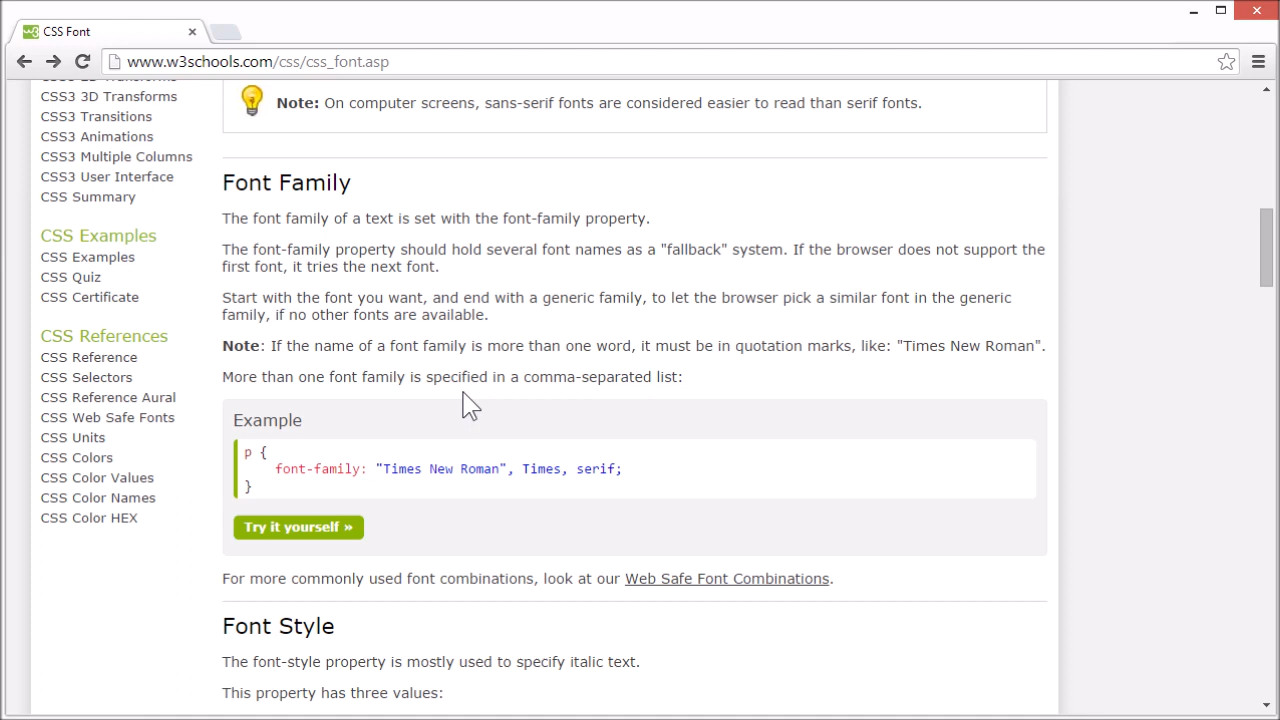 CSS Font
www.w3schools.com/css/css_font.asp
CSS3 3D Transforms
CSS3 Transitions
CSS3 Animations
CSS3 Multiple Columns
CSS3 User Interface
CSS Summary
CSS Examples
CSS Examples
CSS Quiz
CSS Certificate
CSS References
CSS Reference
CSS Selectors
CSS Reference Aural
CSS Web Safe Fonts
CSS Units
CSS Colors
CSS Color Values
CSS Color Names
CSS Color HEX
Note: On computer screens, sans-serif fonts are considered easier to read than serif fonts.
Font Family
The font family of a text is set with the font-family property.
The font-family property should hold several font names as a "fallback" system. If the browser does not support the
first font, it tries the next font.
Start with the font you want, and end with a generic family, to let the browser pick a similar font in the generic
family, if no other fonts are available.
Note: If the name of a font family is more than one word, it must be in quotation marks, like: "Times New Roman".
More than one font family is specified in a comma-separated list:
Example
p {
font-family: "Times New Roman", Times, serif;
}
Try it yourself »
For more commonly used font combinations, look at our Web Safe Font Combinations.
Font Style
The font-style property is mostly used to specify italic text.
This property has three values: